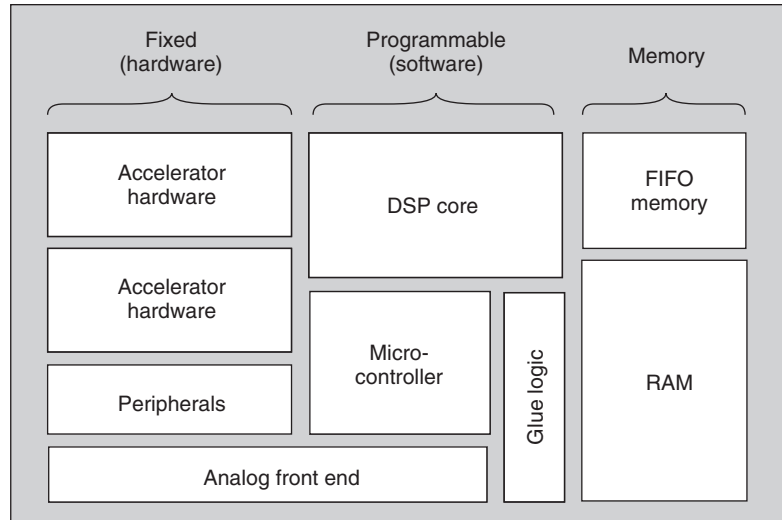 Fixed
(hardware)
Programmable
(software)
Memory
Accelerator
hardware
DSP core
FIFO
memory
Accelerator
hardware
Micro-
controller
Glue logic
RAM
Peripherals
Analog front end